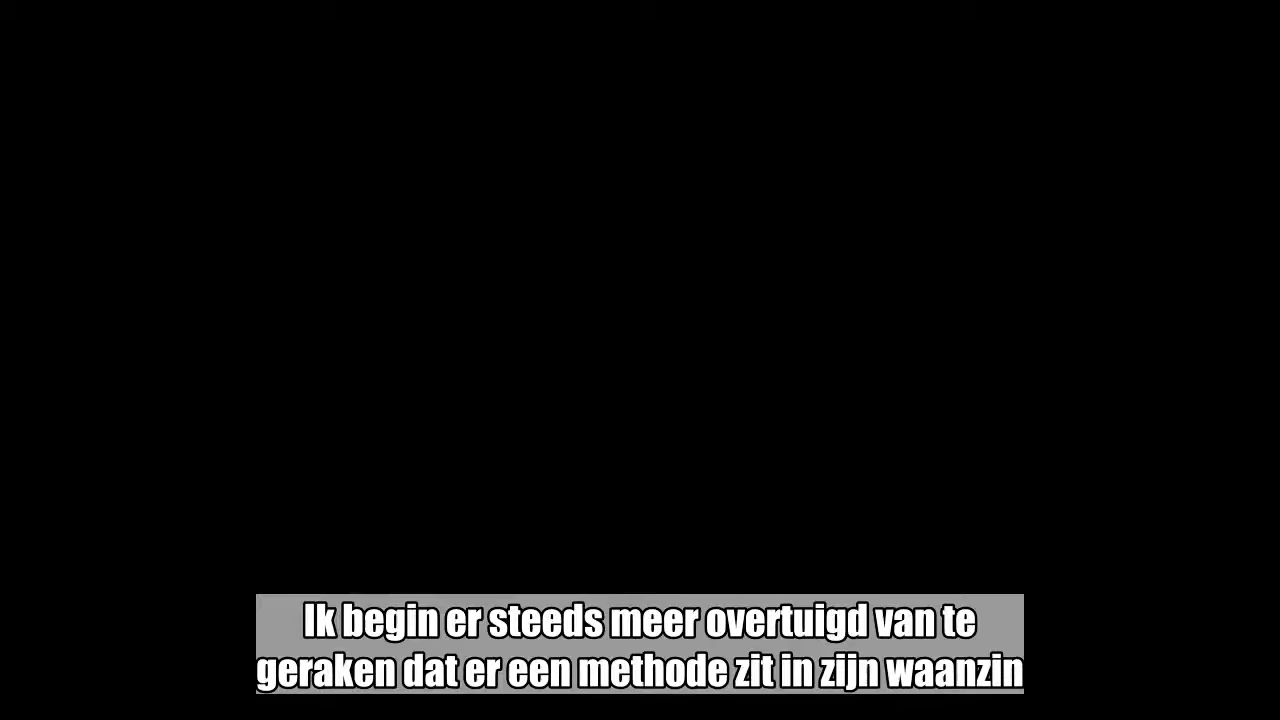 Ik begin er steeds meer overtuigd van te
geraken dat er een methode zit in zijn waanzin